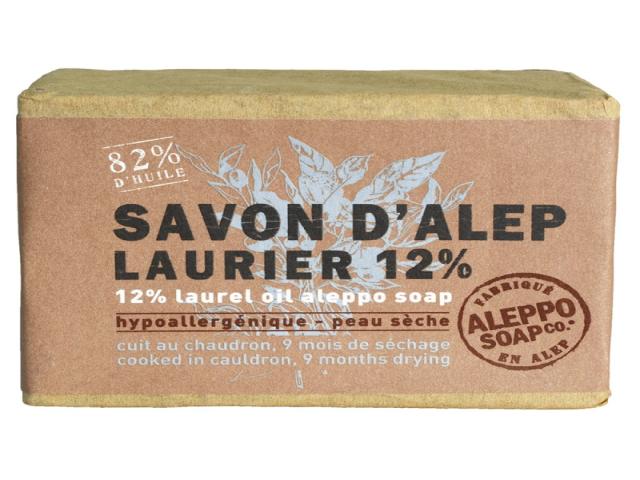 82%
D'HUILE
SAVON D'ALEP
LAURIER 12%
12% laurel oil aleppo soap
hypoallergénique - peau sèche
cuit au chaudron, 9 mois de séchage
cooked in cauldron, 9 months drying
FABRIQUÉ
ALEPPO
SOAP CO.
EN ALEP